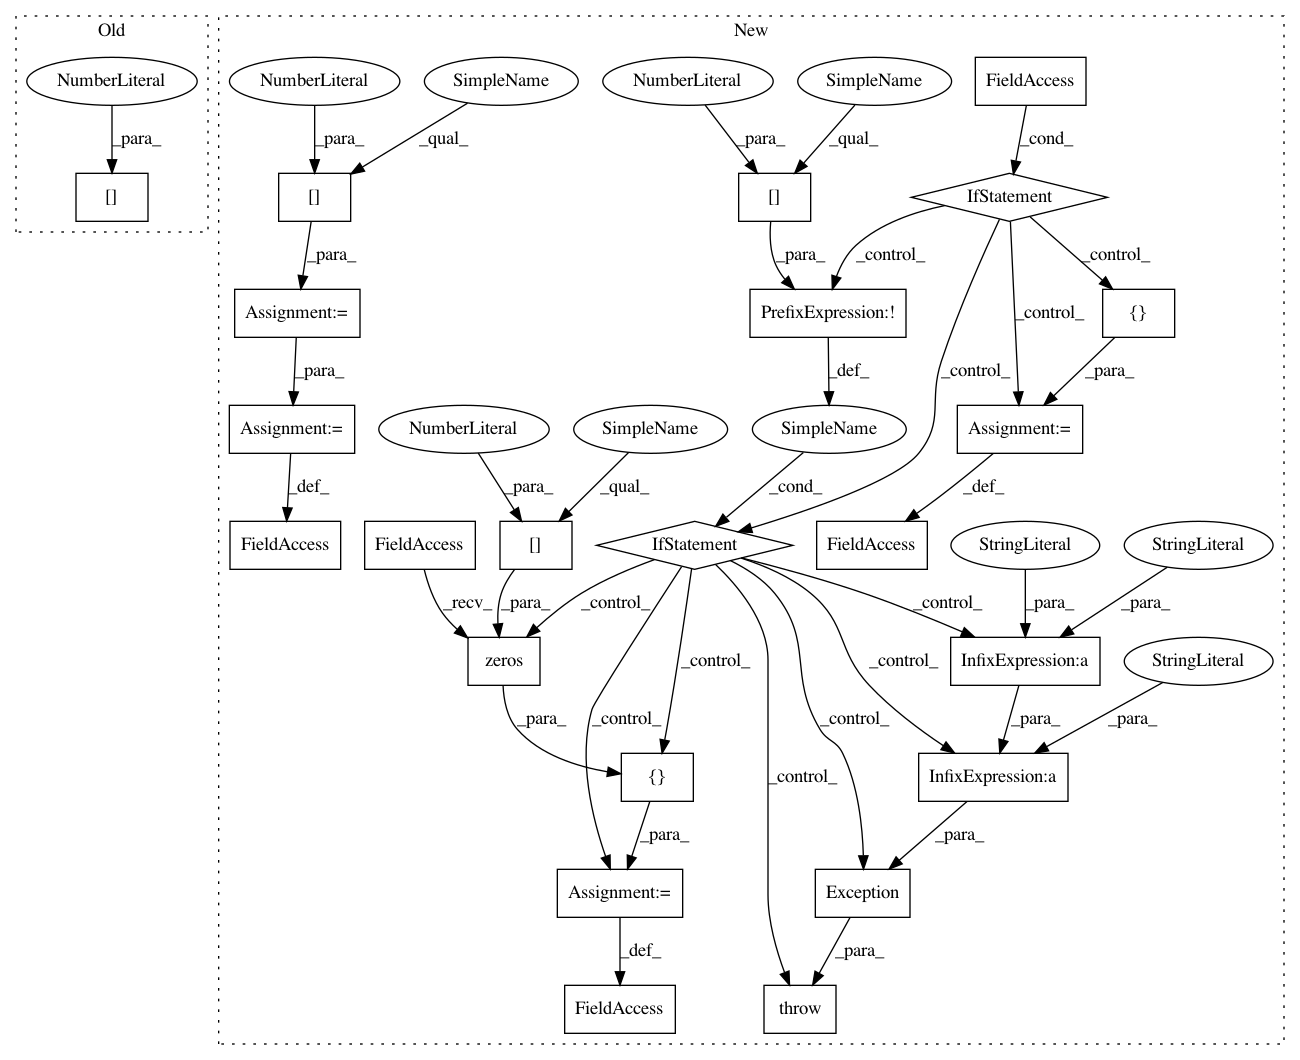 Old
New
NumberLiteral
NumberLiteral
SimpleName
NumberLiteral
SimpleName
FieldAccess
_para_
_para_
_qual_
_para_
_qual_
_cond_
[]
[]
[]
IfStatement
_para_
_para_
_control_
_control_
Assignment:=
PrefixExpression:!
_control_
{}
_para_
_def_
_control_
_para_
Assignment:=
NumberLiteral
SimpleName
SimpleName
Assignment:=
_def_
_para_
_qual_
_cond_
_def_
FieldAccess
FieldAccess
[]
IfStatement
FieldAccess
StringLiteral
StringLiteral
_recv_
_para_
_control_
_control_
_para_
_para_
zeros
_control_
_control_
InfixExpression:a
StringLiteral
_para_
_control_
_control_
_para_
_para_
{}
_control_
InfixExpression:a
_para_
_para_
Assignment:=
Exception
_def_
_para_
FieldAccess
throw